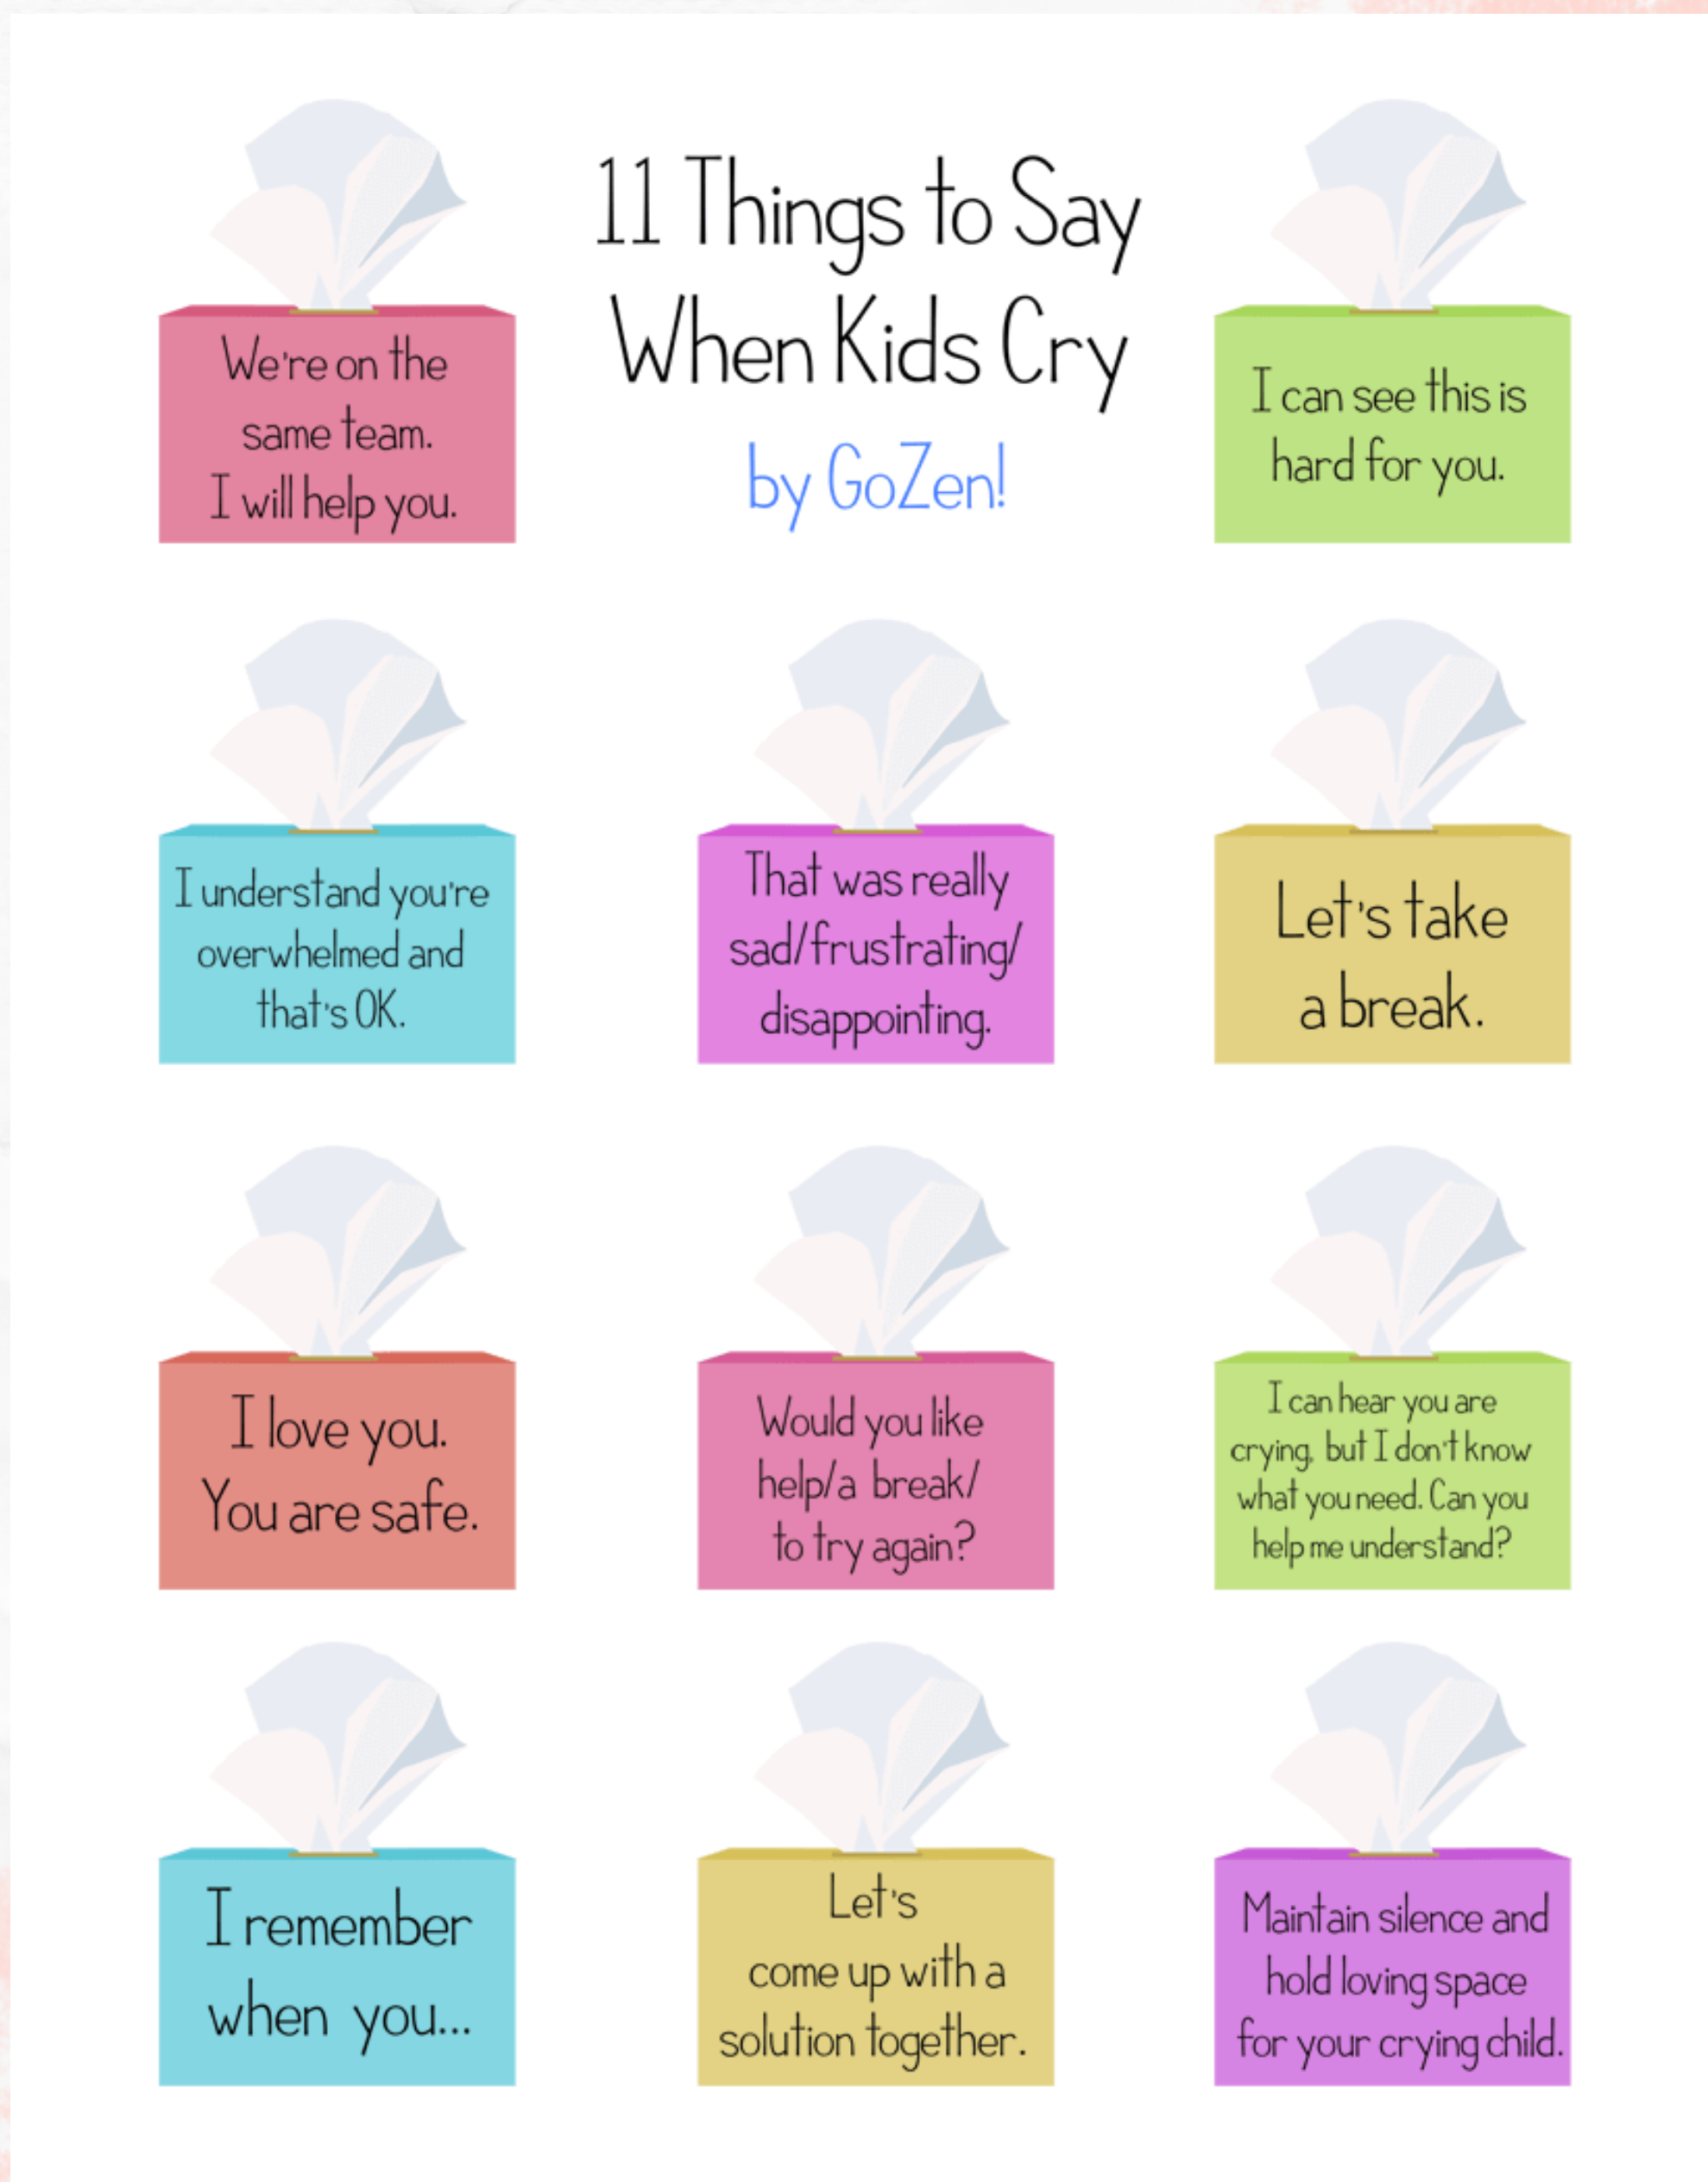 11 Things to Say
When Kids Cry
by GoZen!
We're on the
same team.
I will help you.
I can see this is
hard for you.
I understand you're
overwhelmed and
that's OK.
That was really
sad/frustrating/
disappointing.
Let's take
a break.
I love you.
You are safe.
Would you like
help/a break/
to try again?
I can hear you are
crying, but I don't know
what you need. Can you
help me understand?
I remember
when you...
Let's
come up with a
solution together.
Maintain silence and
hold loving space
for your crying child.